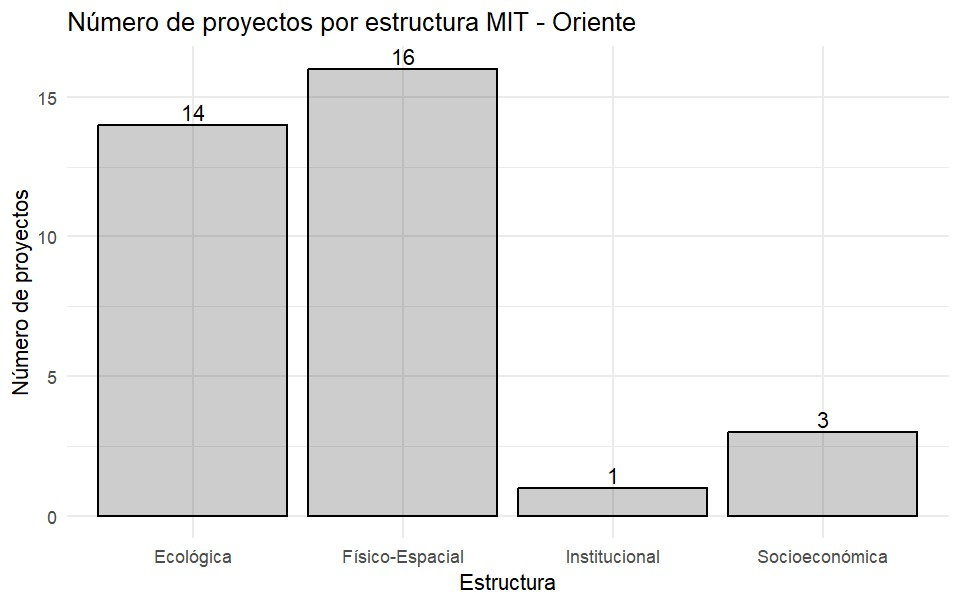 Número de proyectos por estructura MIT - Oriente
Número de proyectos
15
10
5
0
14
16
1
3
Ecológica
Físico-Espacial
Institucional
Socioeconómica
Estructura